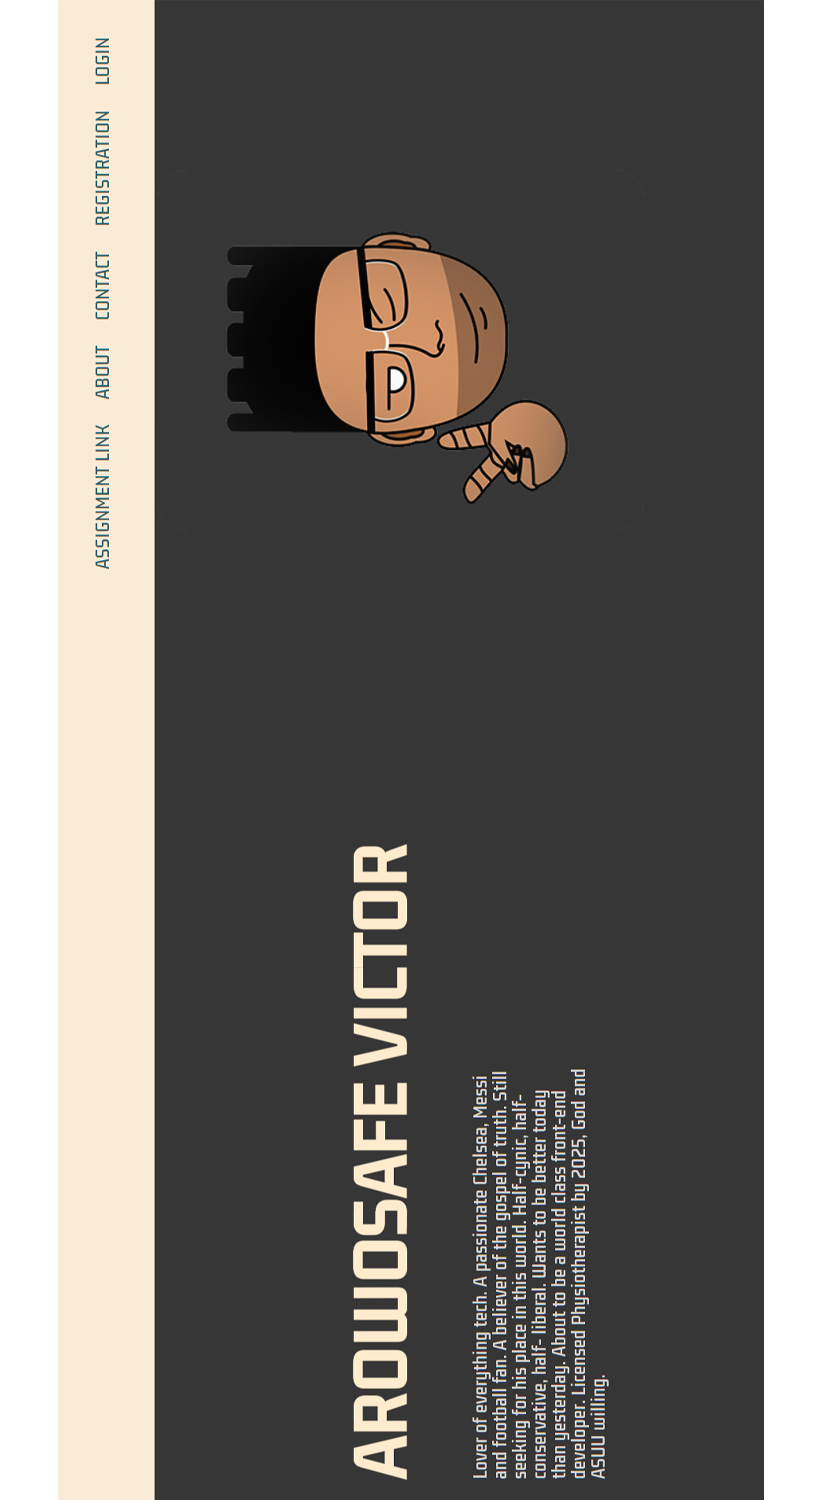 ASSIGNMENT LINK ABOUT CONTACT REGISTRATION LOGIN
AROWOSAFE VICTOR
Lover of everything tech. A passionate Chelsea, Messi
and football fan. A believer of the gospel of truth. Still
seeking for his place in this world. Half-cynic, half-
conservative, half- liberal. Wants to be better today
than yesterday. About to be a world class front-end
developer. Licensed Physiotherapist by 2025, God and
ASUU willing.